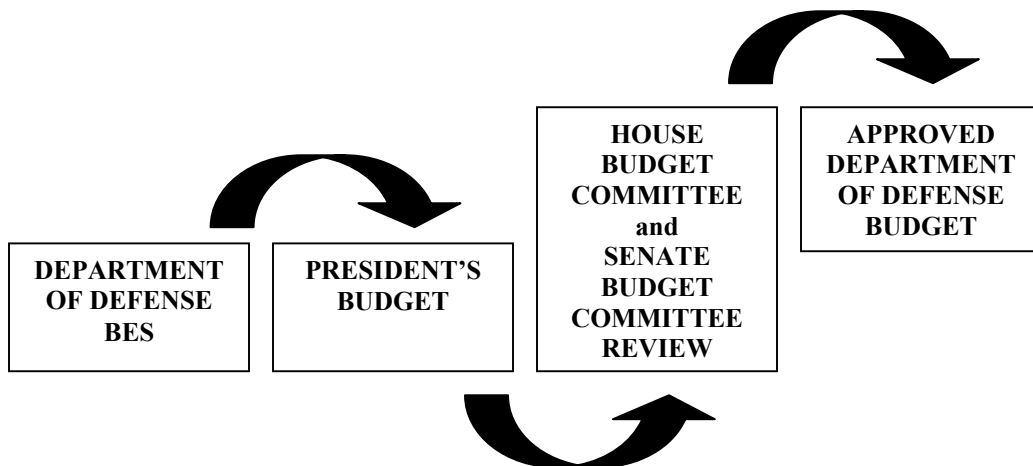 DEPARTMENT
OF DEFENSE
BES
PRESIDENT’S
BUDGET
HOUSE
BUDGET
COMMITTEE
and
SENATE
BUDGET
COMMITTEE
REVIEW
APPROVED
DEPARTMENT
OF DEFENSE
BUDGET